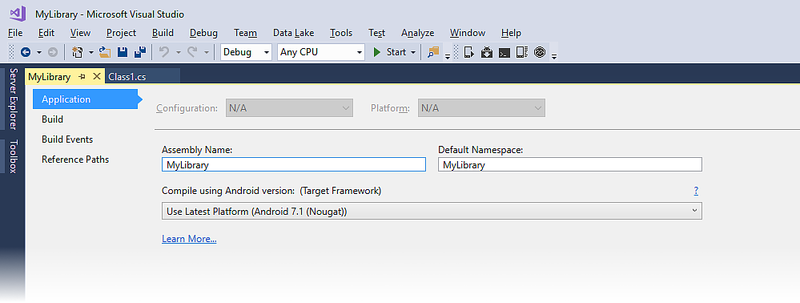 MyLibrary - Microsoft Visual Studio
File Edit View Project Build Debug Team Data Lake Tools Test Analyze Window Help
Debug Any CPU Start
Server Explorer
Toolbox
MyLibrary Class1.cs
Application
Build
Build Events
Reference Paths
Configuration: N/A Platform: N/A
Assembly Name: Default Namespace:
MyLibrary MyLibrary
Compile using Android version: (Target Framework) ?
Use Latest Platform (Android 7.1 (Nougat))
Learn More...